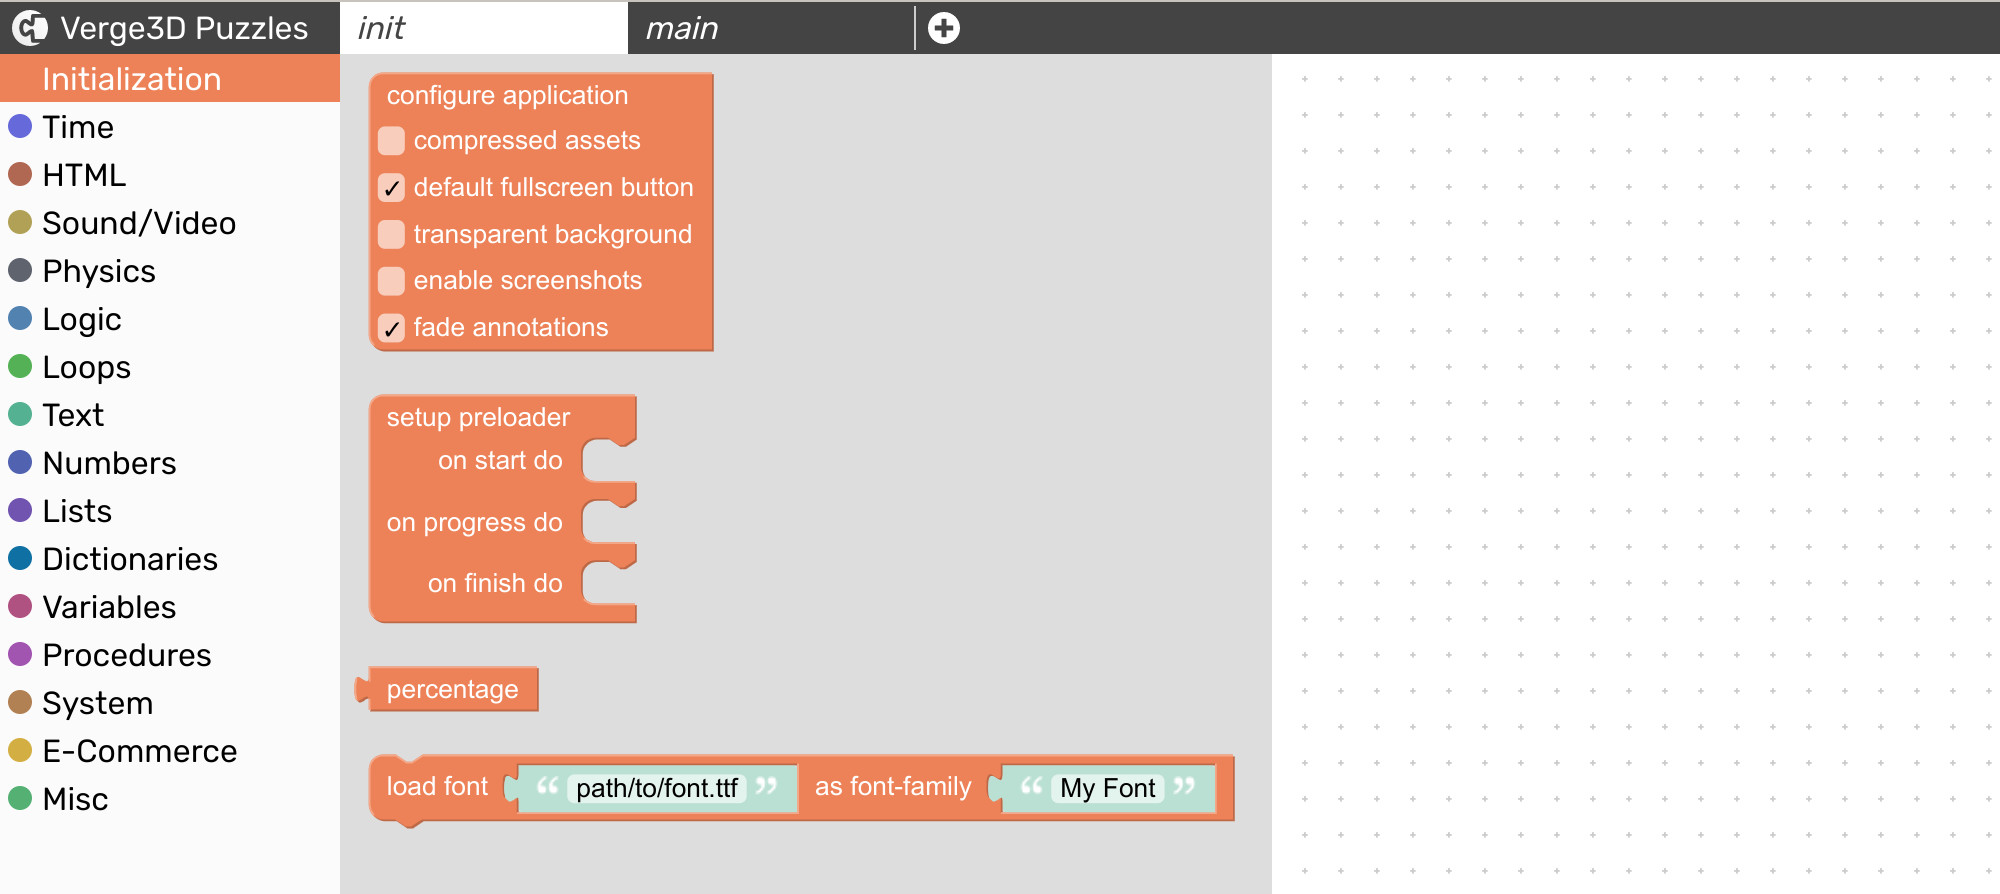 Verge3D Puzzles
init
main
Initialization
Time
HTML
Sound/Video
Physics
Logic
Loops
Text
Numbers
Lists
Dictionaries
Variables
Procedures
System
E-Commerce
Misc
configure application
compressed assets
default fullscreen button
transparent background
enable screenshots
fade annotations
setup preloader
on start do
on progress do
on finish do
percentage
load font “ path/to/font.ttf ” as font-family “ My Font ”